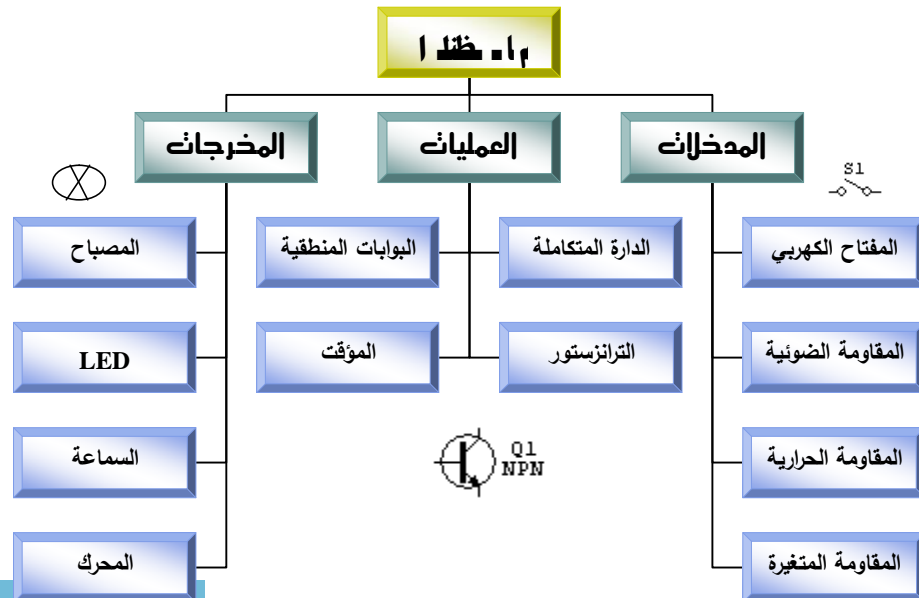 المدخلات
العمليات
المخرجات
S1
المفتاح الكهربي
الدارة المتكاملة
البوابات المنطقية
المصباح
المقاومة الضوئية
الترانزستور
المؤقت
LED
المقاومة الحرارية
Q1
NPN
السماعة
المقاومة المتغيرة
المحرك